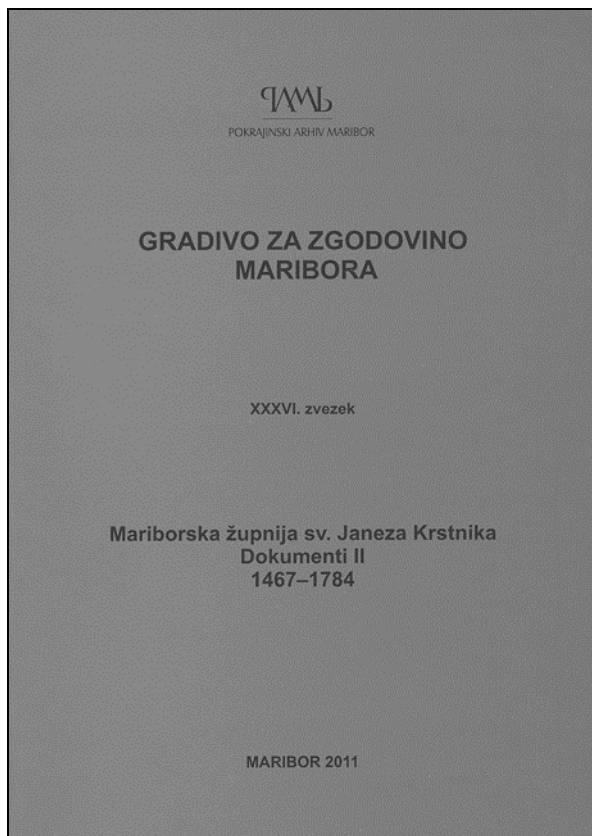 PAMb
POKRAJINSKI ARHIV MARIBOR
GRADIVO ZA ZGODOVINO
MARIBORA
XXXVI. zvezek
Mariborska župnija sv. Janeza Krstnika
Dokumenti II
1467–1784
MARIBOR 2011